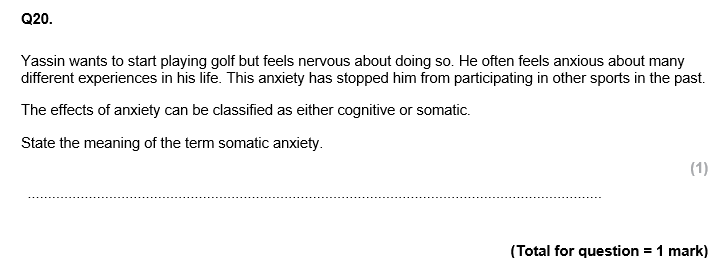 Q20.
Yassin wants to start playing golf but feels nervous about doing so. He often feels anxious about many
different experiences in his life. This anxiety has stopped him from participating in other sports in the past.
The effects of anxiety can be classified as either cognitive or somatic.
State the meaning of the term somatic anxiety.
(1)
(Total for question = 1 mark)